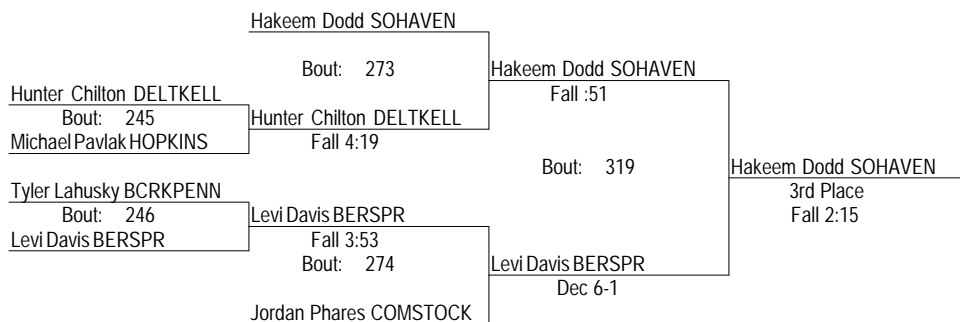 Hakeem Dodd SOHAVEN
Bout: 273
Hakeem Dodd SOHAVEN
Hunter Chilton DELTKELL
Fall :51
Bout: 245
Hunter Chilton DELTKELL
Michael Pavlak HOPKINS
Fall 4:19
Bout: 319
Hakeem Dodd SOHAVEN
Tyler Lahusky BCRKPENN
3rd Place
Bout: 246
Levi Davis BERSPR
Fall 2:15
Levi Davis BERSPR
Fall 3:53
Bout: 274
Levi Davis BERSPR
Dec 6-1
Jordan Phares COMSTOCK